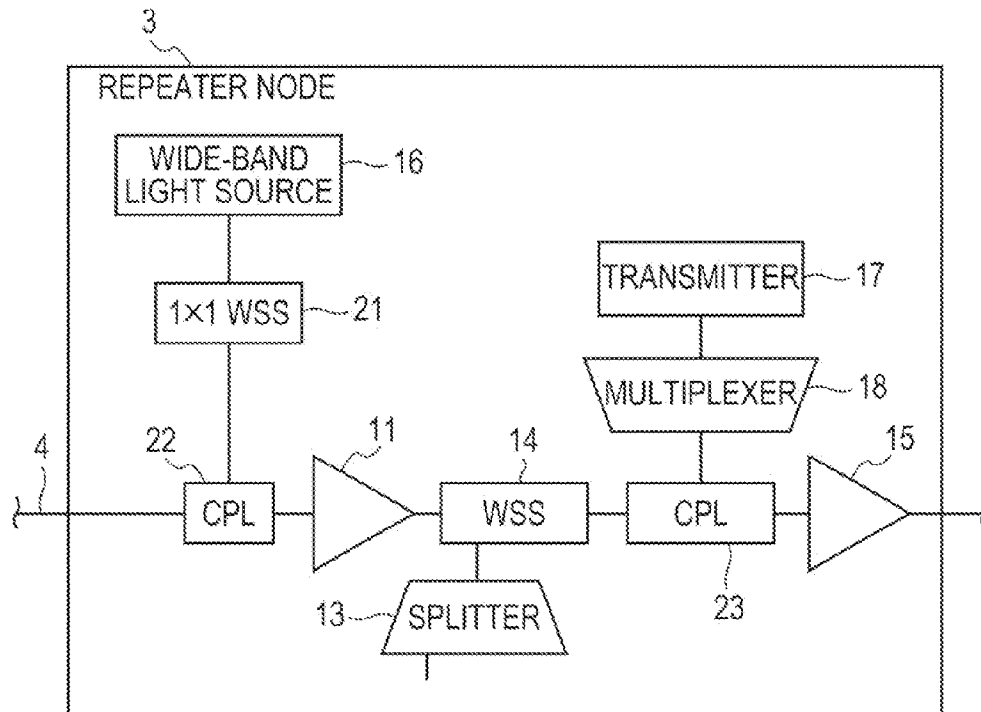 3
REPEATER NODE
WIDE-BAND
LIGHT SOURCE
16
TRANSMITTER
17
1×1 WSS
21
MULTIPLEXER
18
4
22
CPL
11
14
WSS
CPL
23
15
13
SPLITTER